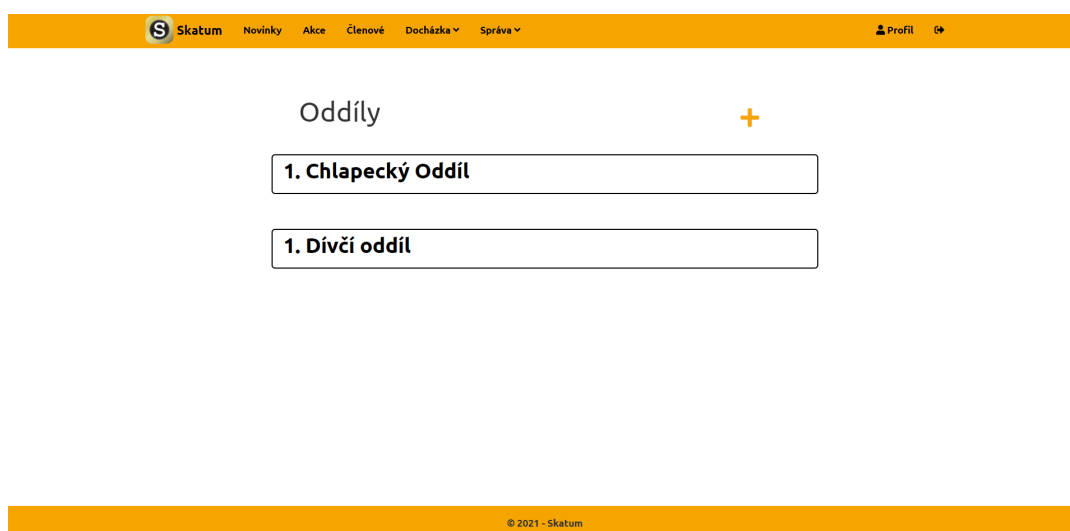 S Skatum Novinky Akce Členové Docházka Správa Profil
Oddíly
1. Chlapecký Oddíl
1. Dívčí oddíl
© 2021 - Skatum